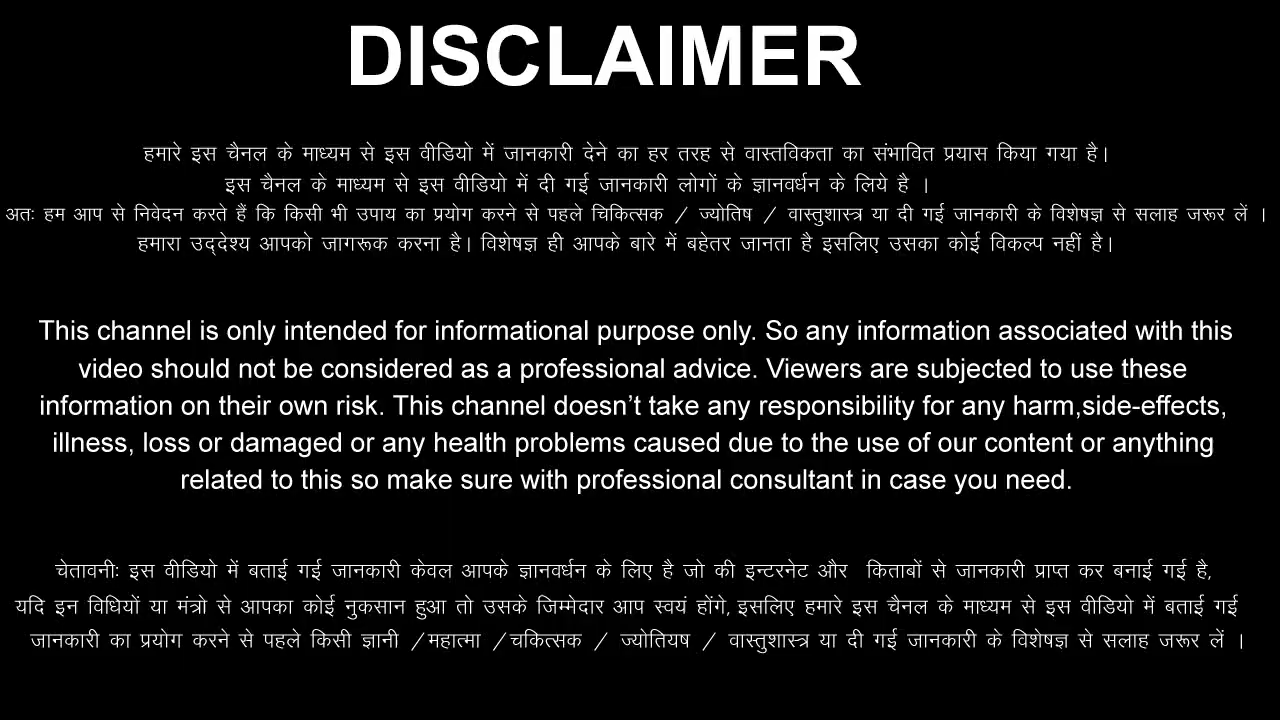 DISCLAIMER
हमारे इस चैनल के माध्यम से इस वीडियो में जानकारी देने का हर तरह से वास्तविकता का संभावित प्रयास किया गया है।
इस चैनल के माध्यम से इस वीडियो में दी गई जानकारी लोगों के ज्ञानवर्धन के लिये है ।
अतः हम आप से निवेदन करते हैं कि किसी भी उपाय का प्रयोग करने से पहले चिकित्सक / ज्योतिष / वास्तुशास्त्र या दी गई जानकारी के विशेषज्ञ से सलाह जरूर लें ।
हमारा उद्देश्य आपको जागरूक करना है। विशेषज्ञ ही आपके बारे में बहेतर जानता है इसलिए उसका कोई विकल्प नहीं है।
This channel is only intended for informational purpose only. So any information associated with this
video should not be considered as a professional advice. Viewers are subjected to use these
information on their own risk. This channel doesn't take any responsibility for any harm,side-effects,
illness, loss or damaged or any health problems caused due to the use of our content or anything
related to this so make sure with professional consultant in case you need.
चेतावनीः इस वीडियो में बताई गई जानकारी केवल आपके ज्ञानवर्धन के लिए है जो की इन्टरनेट और किताबों से जानकारी प्राप्त कर बनाई गई है,
यदि इन विधियों या मंत्रो से आपका कोई नुकसान हुआ तो उसके जिम्मेदार आप स्वयं होंगे, इसलिए हमारे इस चैनल के माध्यम से इस वीडियो में बताई गई
जानकारी का प्रयोग करने से पहले किसी ज्ञानी /महात्मा /चकित्सक / ज्योतियष / वास्तुशास्त्र या दी गई जानकारी के विशेषज्ञ से सलाह जरूर लें ।